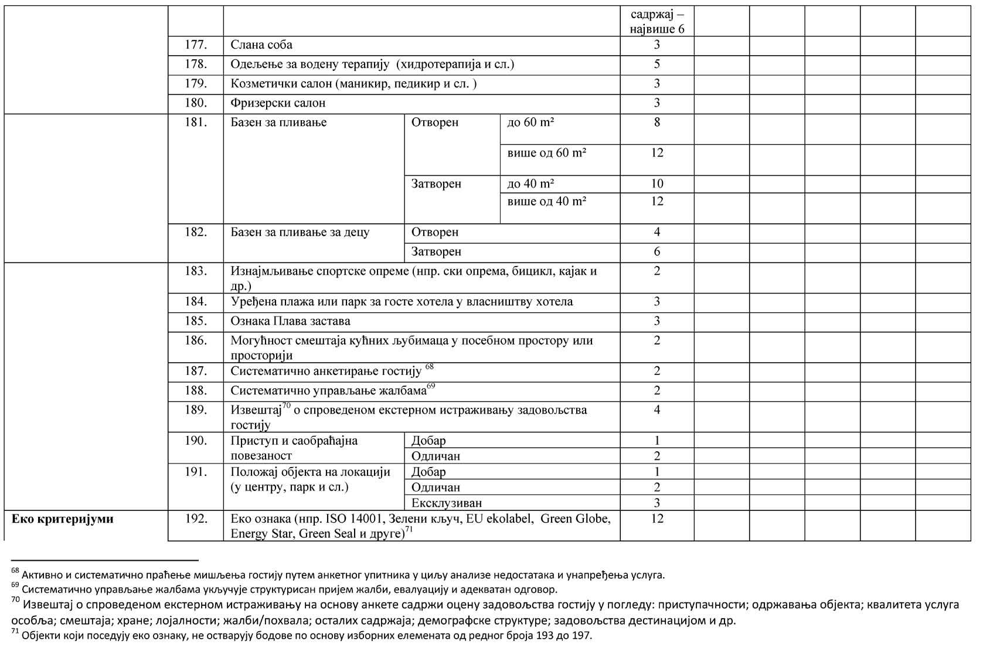 садржај –
највише 6
177. Слана соба 3
178. Одељење за водену терапију (хидротерапија и сл.) 5
179. Козметички салон (маникир, педикир и сл. ) 3
180. Фризерски салон 3
181. Базен за пливање Отворен до 60 m² 8
више од 60 m² 12
Затворен до 40 m² 10
више од 40 m² 12
182. Базен за пливање за децу Отворен 4
Затворен 6
183. Изнајмљивање спортске опреме (нпр. ски опрема, бицикл, кајак и 2
др.)
184. Уређена плажа или парк за госте хотела у власништву хотела 3
185. Ознака Плава застава 3
186. Могућност смештаја кућних љубимаца у посебном простору или 2
просторији
187. Систематично анкетирање гостију 68 2
188. Систематично управљање жалбама69 2
189. Извештај70 о спроведеном екстерном истраживању задовољства 4
гостију
190. Приступ и саобраћајна Добар 1
повезаност Одличан 2
191. Положај објекта на локацији Добар 1
(у центру, парк и сл.) Одличан 2
Ексклузиван 3
Еко критеријуми 192. Еко ознака (нпр. ISO 14001, Зелени кључ, EU ekolabel, Green Globe, 12
Energy Star, Green Seal и друге)71
68 Активно и систематично праћење мишљења гостију путем анкетног упитника у циљу анализе недостатака и унапређења услуга.
69 Систематично управљање жалбама укључује структурисан пријем жалби, евалуацију и адекватан одговор.
70 Извештај о спроведеном екстерном истраживању на основу анкете садржи оцену задовољства гостију у погледу: приступачности; одржавања објекта; квалитета услуга
особља; смештаја; хране; лојалности; жалби/похвала; осталих садржаја; демографске структуре; задовољства дестинацијом и др.
71 Објекти који поседују еко ознаку, не остварују бодове по основу изборних елемената од редног броја 193 до 197.